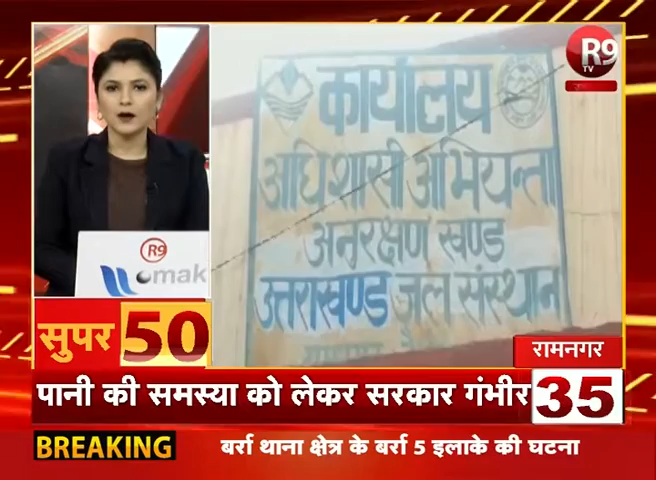 R9
TV
कार्यालय
अधिशासी अभियन्ता
अनुरक्षण खण्ड
उत्तराखण्ड जल संस्थान
R9
omak
सुपर 50
रामनगर
पानी की समस्या को लेकर सरकार गंभीर 35
BREAKING बर्रा थाना क्षेत्र के बर्रा 5 इलाके की घटना